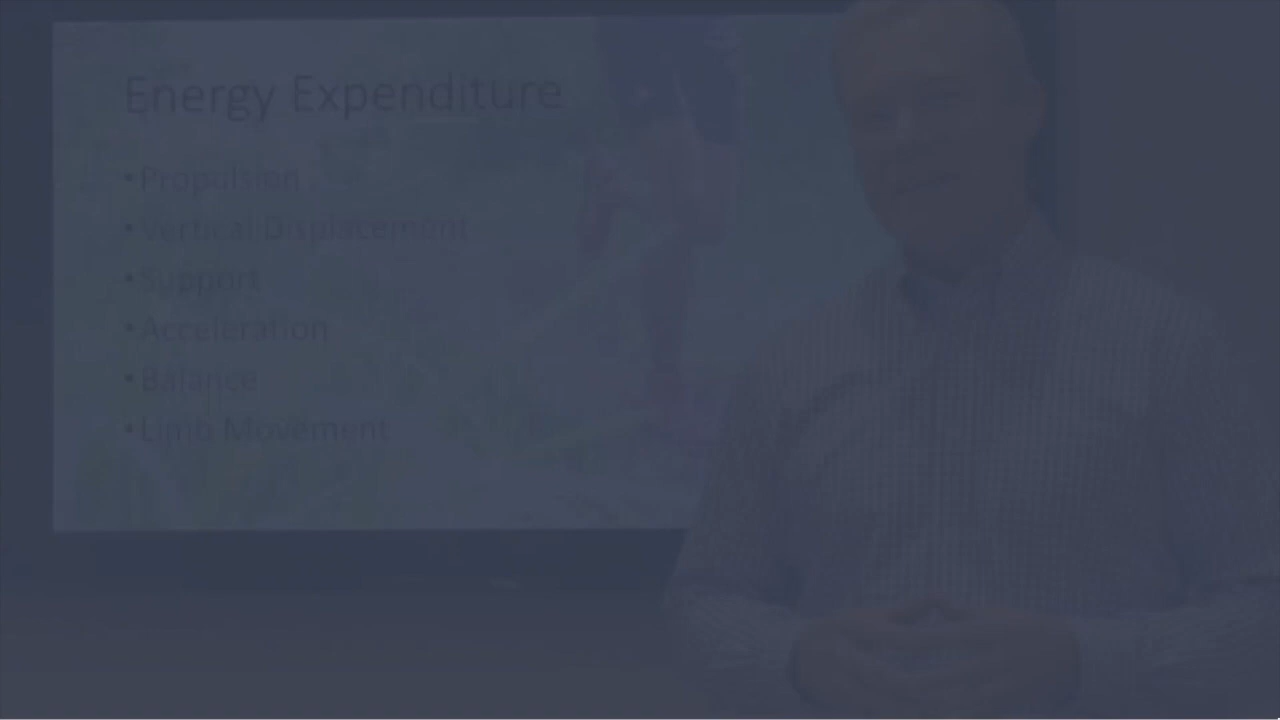 Energy Expenditure
•Propulsion
•Vertical Displacement
•Support
•Acceleration
•Balance
•Limb Movement